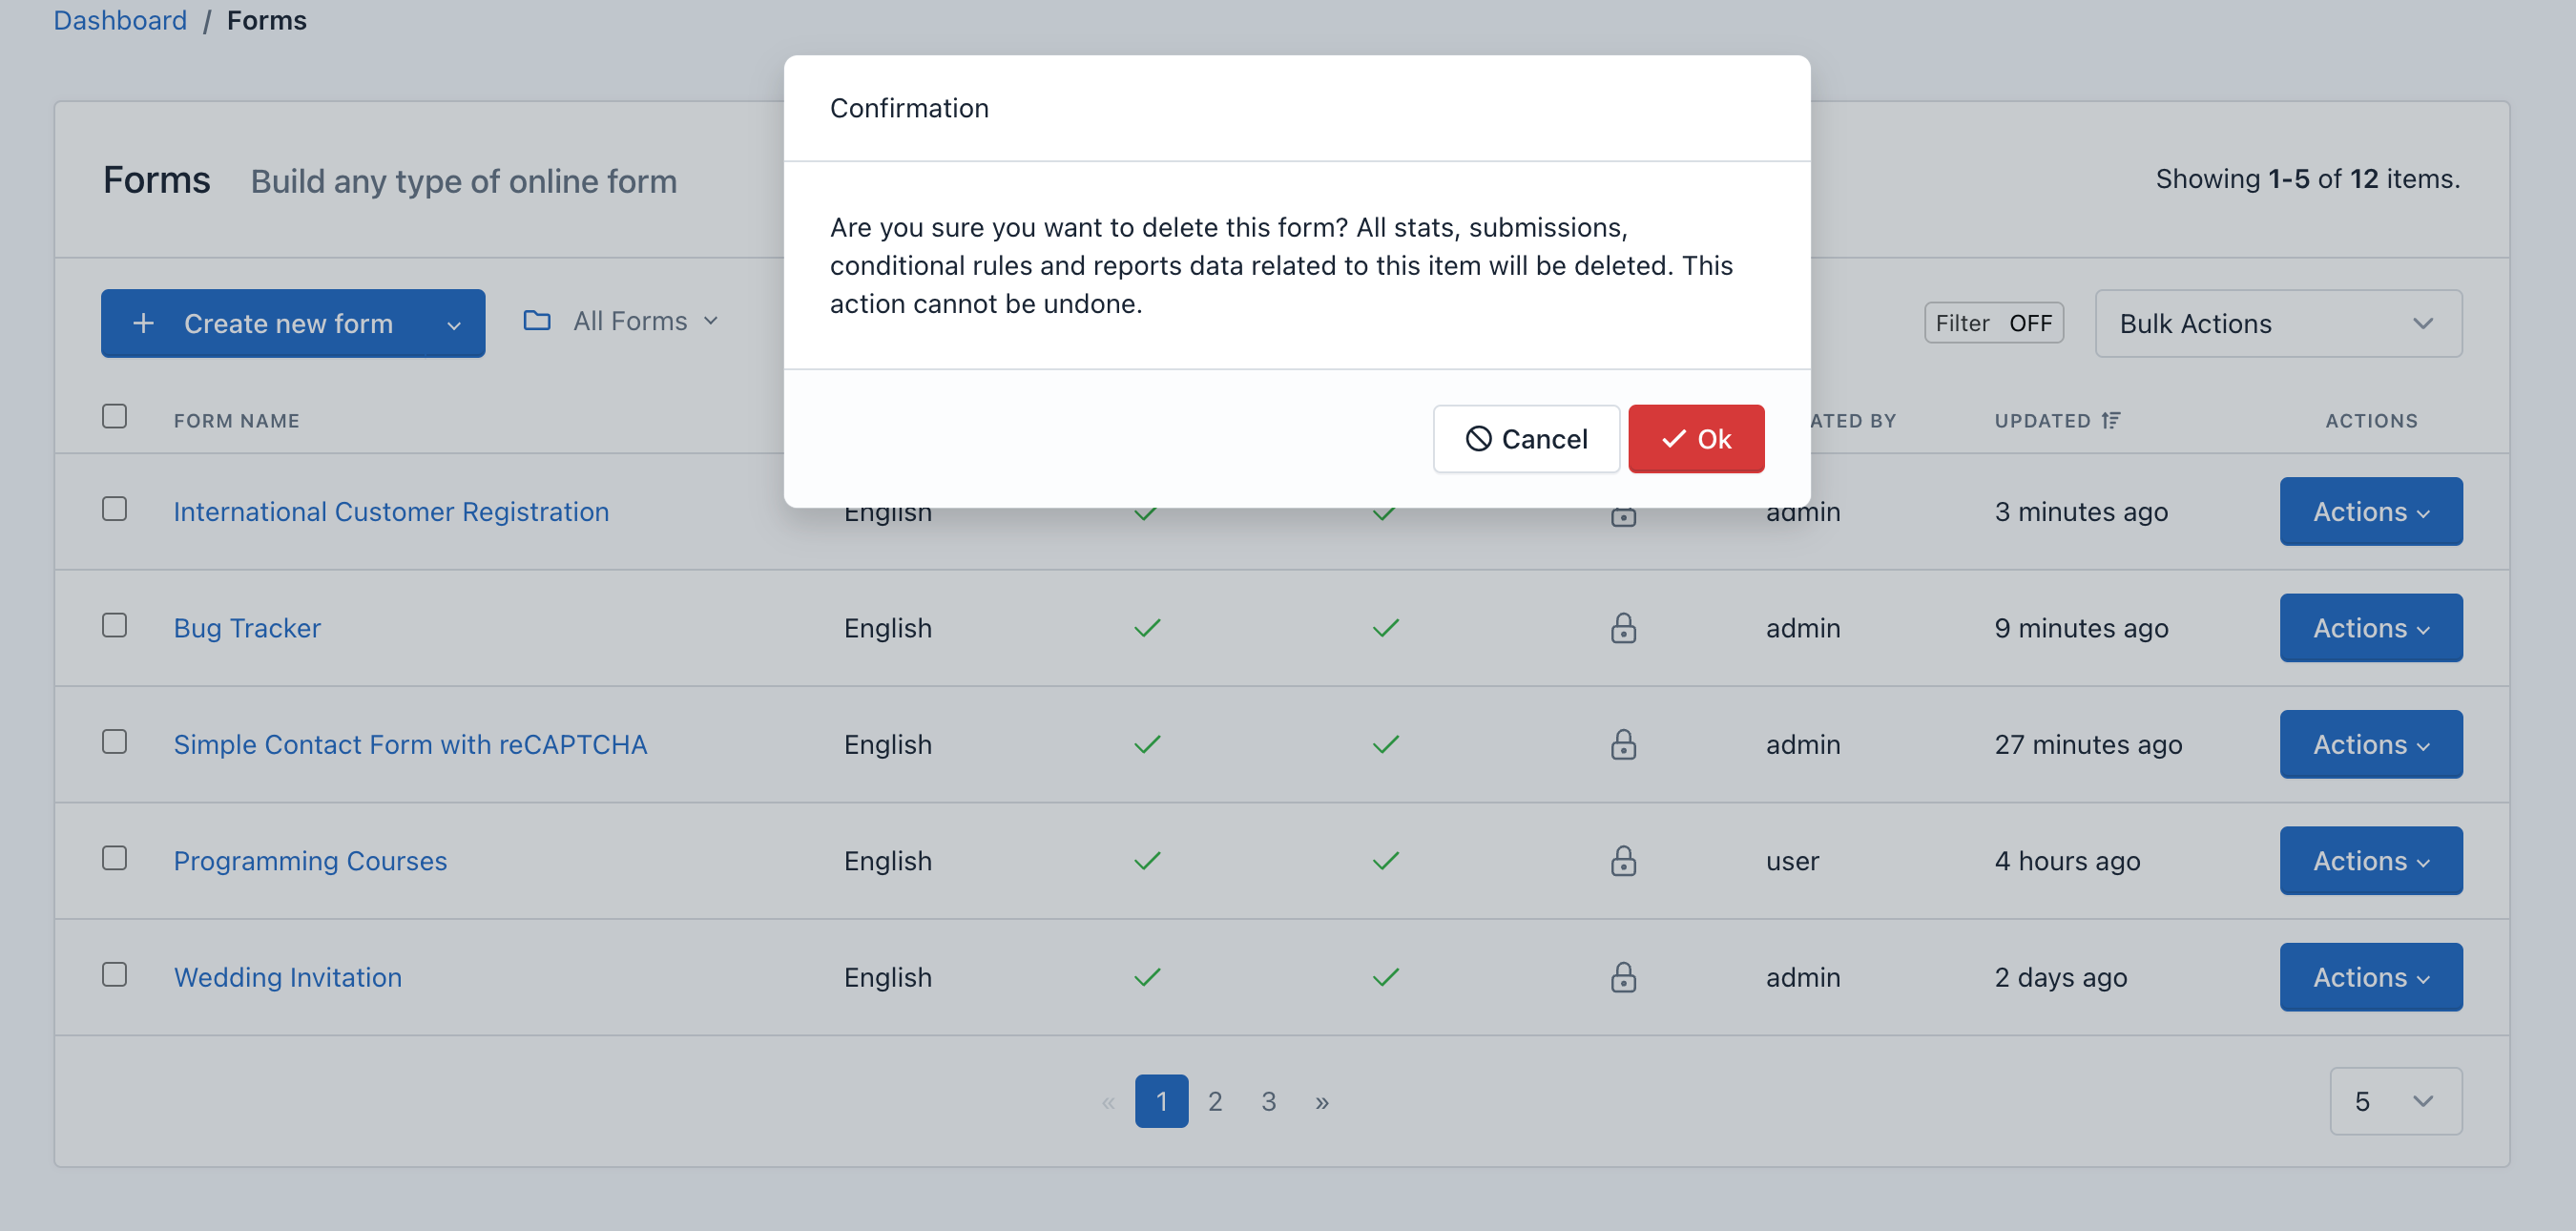 Dashboard / Forms
Confirmation
Forms Build any type of online form
Showing 1-5 of 12 items.
Are you sure you want to delete this form? All stats, submissions,
conditional rules and reports data related to this item will be deleted. This
action cannot be undone.
+ Create new form
All Forms
Filter OFF
Bulk Actions
Cancel
Ok
FORM NAME ATED BY UPDATED ACTIONS
International Customer Registration English admin 3 minutes ago Actions
Bug Tracker English admin 9 minutes ago Actions
Simple Contact Form with reCAPTCHA English admin 27 minutes ago Actions
Programming Courses English user 4 hours ago Actions
Wedding Invitation English admin 2 days ago Actions
« 1 2 3 » 5